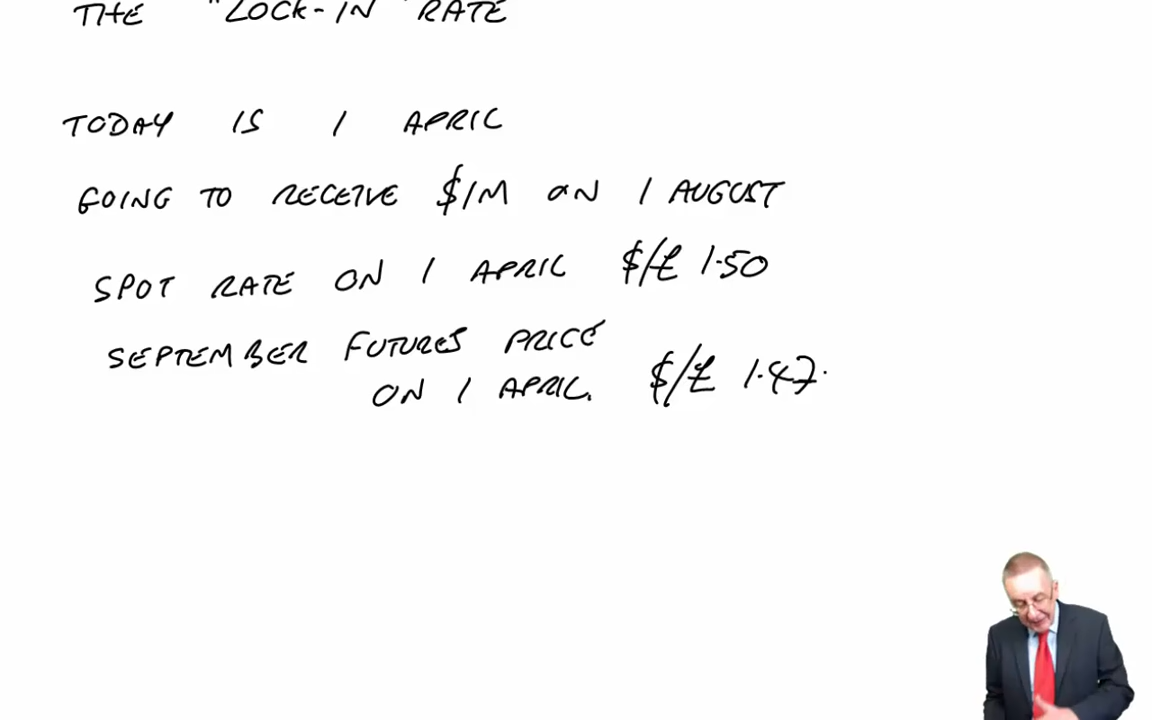 THE "LOCK-IN" RATE
TODAY IS 1 APRIL
GOING TO RECEIVE $1M ON 1 AUGUST
SPOT RATE ON 1 APRIL $/£ 1.50
SEPTEMBER FUTURES PRICE
ON 1 APRIL. $/£ 1.47.